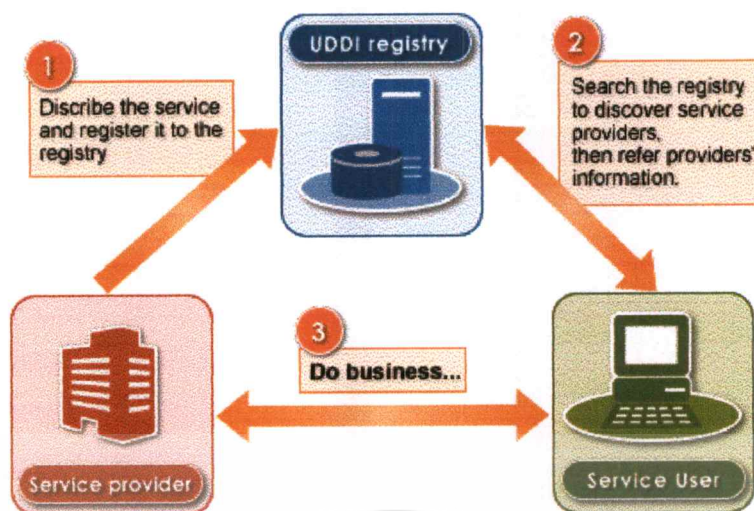 UDDI registry
1
Discribe the service
and register it to the
registry
2
Search the registry
to discover service
providers,
then refer providers'
information.
3
Do business...
Service provider
Service User